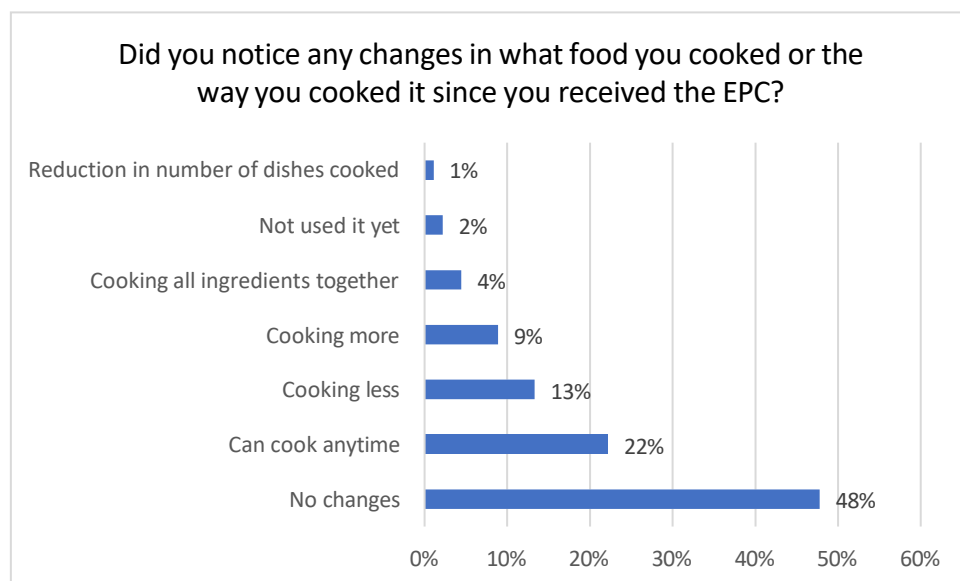 Did you notice any changes in what food you cooked or the
way you cooked it since you received the EPC?
Reduction in number of dishes cooked 1%
Not used it yet 2%
Cooking all ingredients together 4%
Cooking more 9%
Cooking less 13%
Can cook anytime 22%
No changes 48%
0% 10% 20% 30% 40% 50% 60%